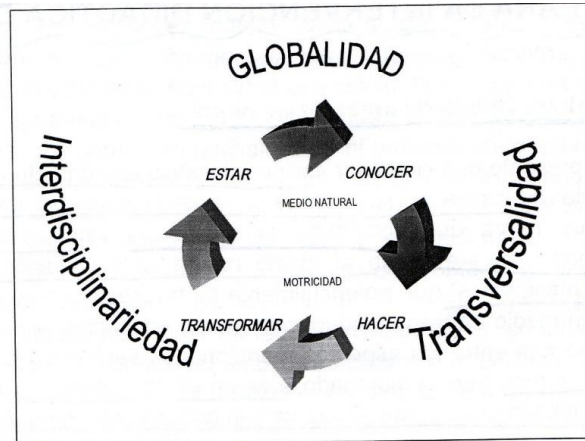 GLOBALIDAD
Interdisciplinariedad
Transversalidad
ESTAR
CONOCER
MEDIO NATURAL
MOTRICIDAD
TRANSFORMAR
HACER